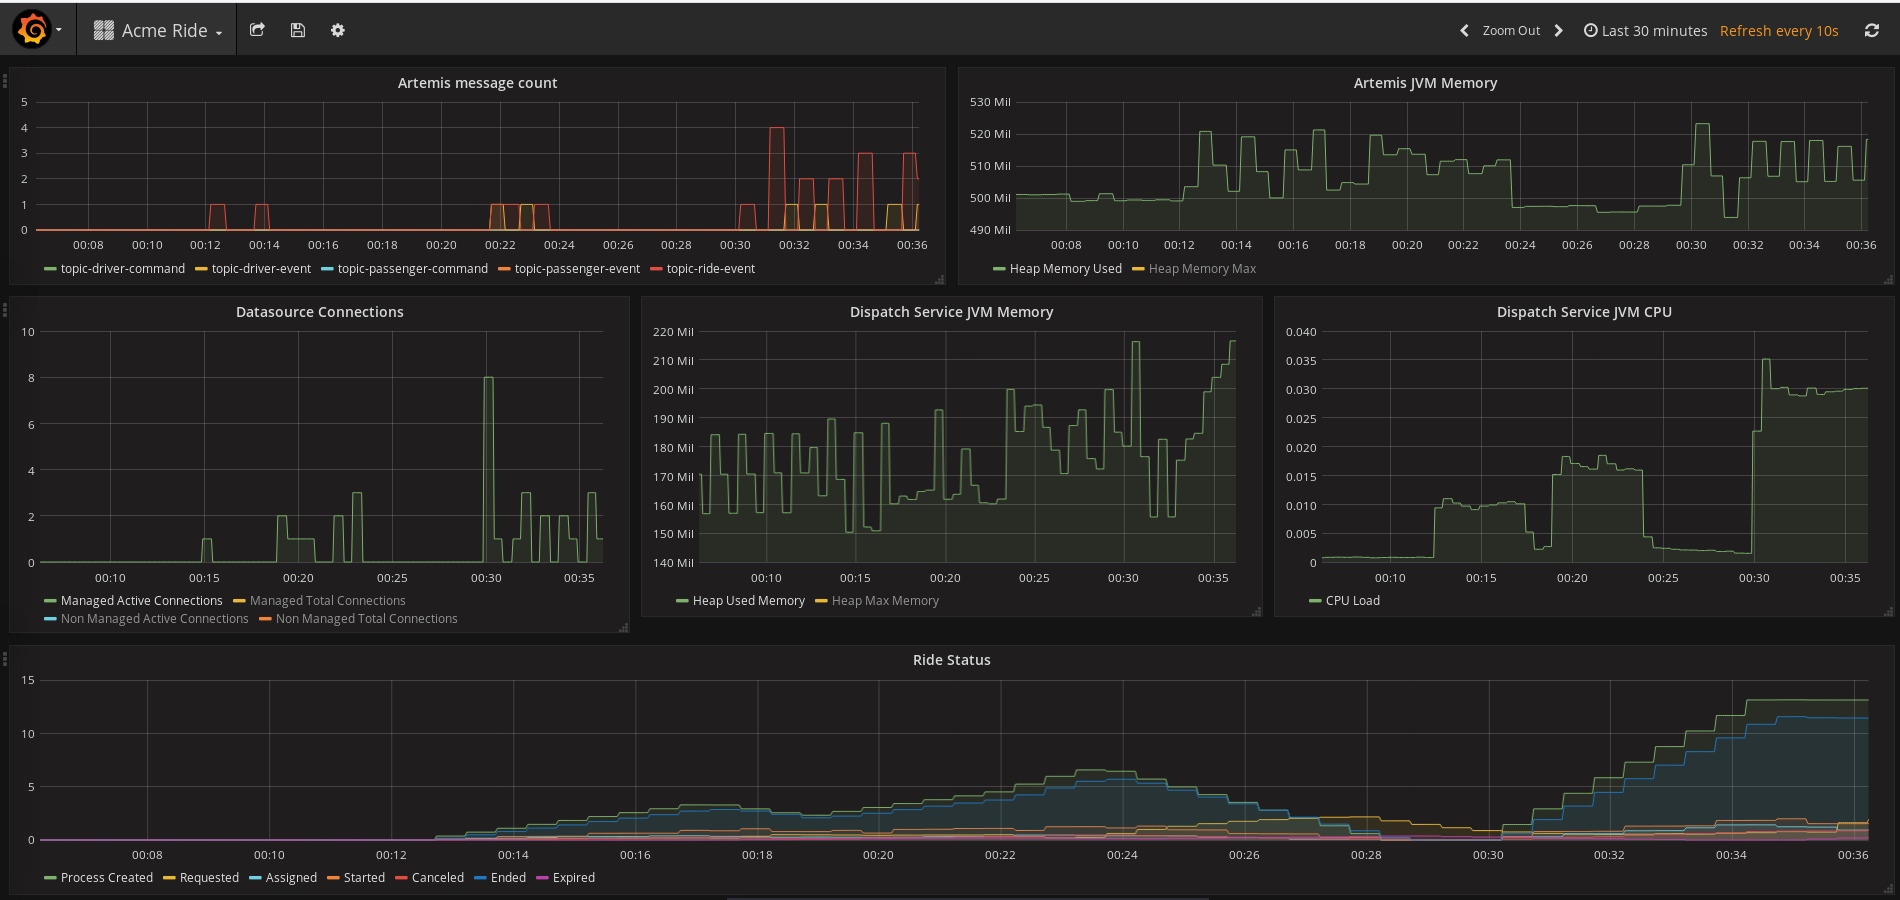 Acme Ride
Zoom Out
Last 30 minutes
Refresh every 10s
Artemis message count
5
4
3
2
1
0
00:08 00:10 00:12 00:14 00:16 00:18 00:20 00:22 00:24 00:26 00:28 00:30 00:32 00:34 00:36
topic-driver-command topic-driver-event topic-passenger-command topic-passenger-event topic-ride-event
Artemis JVM Memory
530 Mil
520 Mil
510 Mil
500 Mil
490 Mil
00:08 00:10 00:12 00:14 00:16 00:18 00:20 00:22 00:24 00:26 00:28 00:30 00:32 00:34 00:36
Heap Memory Used Heap Memory Max
Datasource Connections
10
8
6
4
2
0
00:10 00:15 00:20 00:25 00:30 00:35
Managed Active Connections Managed Total Connections
Non Managed Active Connections Non Managed Total Connections
Dispatch Service JVM Memory
220 Mil
210 Mil
200 Mil
190 Mil
180 Mil
170 Mil
160 Mil
150 Mil
140 Mil
00:10 00:15 00:20 00:25 00:30 00:35
Heap Used Memory Heap Max Memory
Dispatch Service JVM CPU
0.040
0.035
0.030
0.025
0.020
0.015
0.010
0.005
0
00:10 00:15 00:20 00:25 00:30 00:35
CPU Load
Ride Status
15
10
5
0
00:08 00:10 00:12 00:14 00:16 00:18 00:20 00:22 00:24 00:26 00:28 00:30 00:32 00:34 00:36
Process Created Requested Assigned Started Canceled Ended Expired